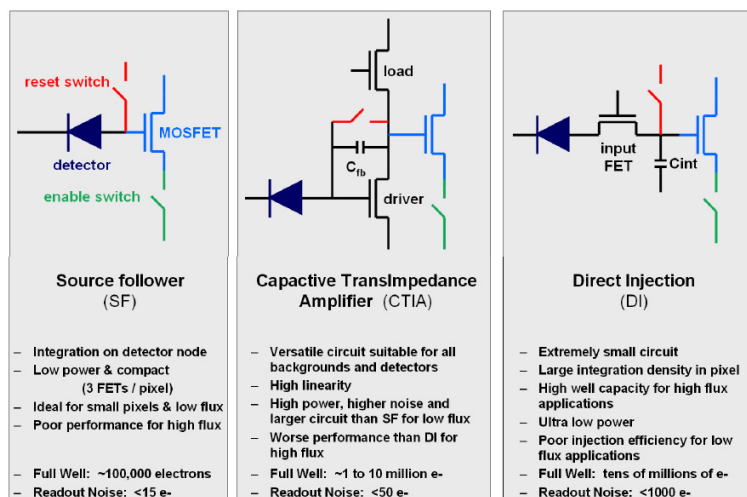 reset switch
MOSFET
detector
enable switch
Source follower
(SF)
– Integration on detector node
– Low power & compact
(3 FETs / pixel)
– Ideal for small pixels & low flux
– Poor performance for high flux
– Full Well: ~100,000 electrons
– Readout Noise: <15 e-
load
Cfb
driver
Capactive TransImpedance
Amplifier (CTIA)
– Versatile circuit suitable for all
backgrounds and detectors
– High linearity
– High power, higher noise and
larger circuit than SF for low flux
– Worse performance than DI for
high flux
– Full Well: ~1 to 10 million e-
– Readout Noise: <50 e-
input
FET
Cint
Direct Injection
(DI)
– Extremely small circuit
– Large integration density in pixel
– High well capacity for high flux
applications
– Ultra low power
– Poor injection efficiency for low
flux applications
– Full Well: tens of millions of e-
– Readout Noise: <1000 e-